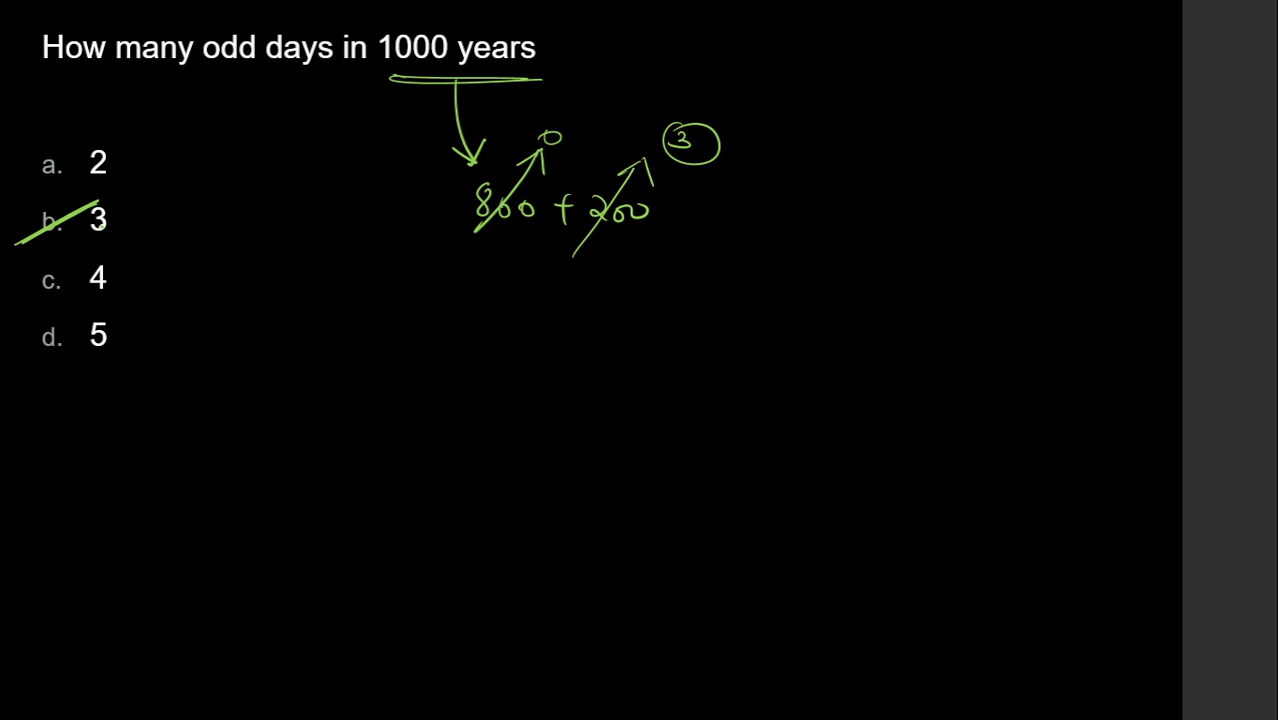 How many odd days in 1000 years
0
3
a. 2
800 + 200
b. 3
c. 4
d. 5